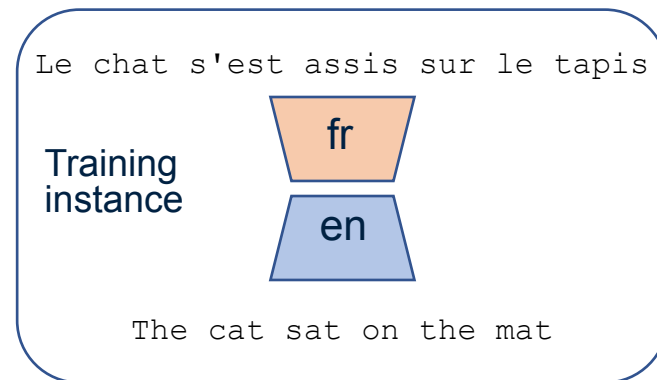 Le chat s'est assis sur le tapis
fr
Training
instance
en
The cat sat on the mat